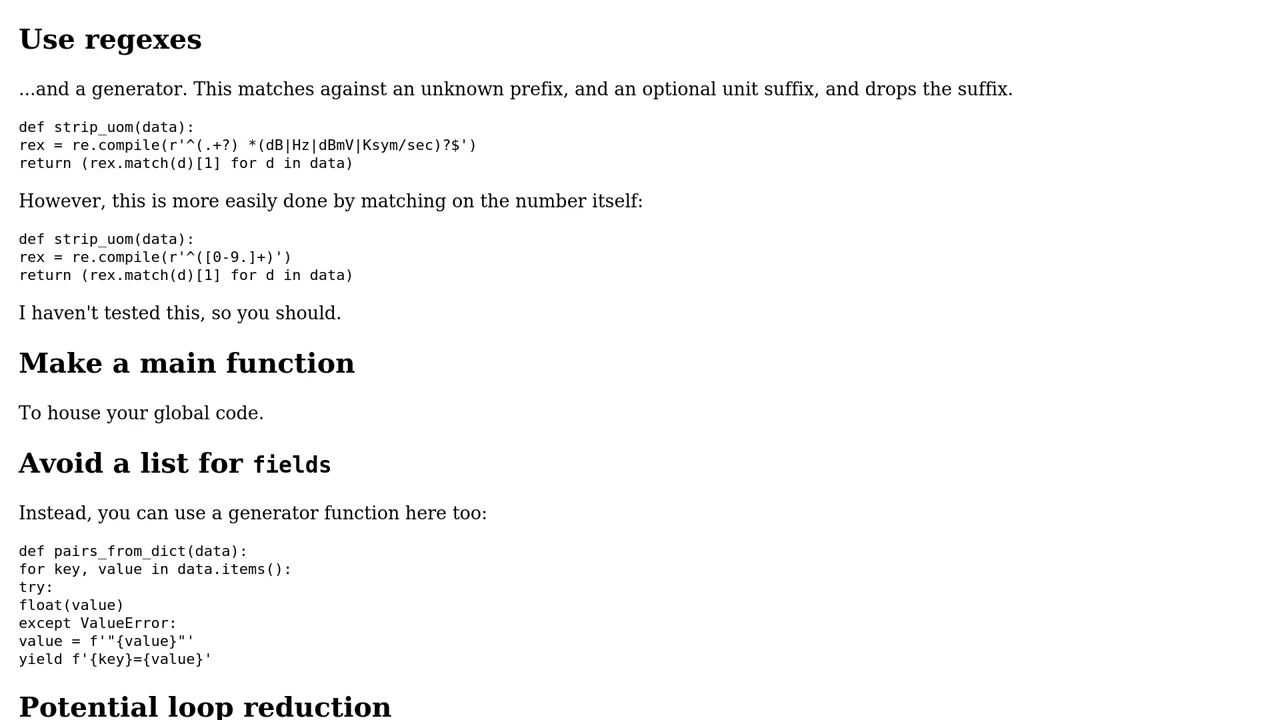 Use regexes
...and a generator. This matches against an unknown prefix, and an optional unit suffix, and drops the suffix.
def strip_uom(data):
rex = re.compile(r'^(.+?) *(dB|Hz|dBmV|Ksym/sec)?$')
return (rex.match(d)[1] for d in data)
However, this is more easily done by matching on the number itself:
def strip_uom(data):
rex = re.compile(r'^([0-9.]+)')
return (rex.match(d)[1] for d in data)
I haven't tested this, so you should.
Make a main function
To house your global code.
Avoid a list for fields
Instead, you can use a generator function here too:
def pairs_from_dict(data):
for key, value in data.items():
try:
float(value)
except ValueError:
value = f'"{value}"'
yield f'{key}={value}'
Potential loop reduction